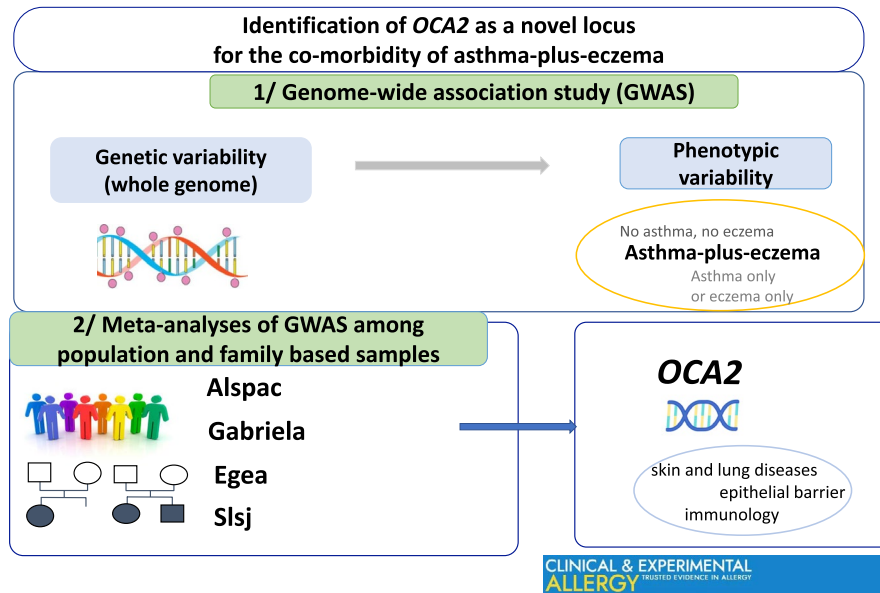 Identification of OCA2 as a novel locus
for the co-morbidity of asthma-plus-eczema
1/ Genome-wide association study (GWAS)
Genetic variability
(whole genome)
Phenotypic
variability
No asthma, no eczema
Asthma-plus-eczema
Asthma only
or eczema only
2/ Meta-analyses of GWAS among
population and family based samples
Alspac
Gabriela
Egea
Slsj
OCA2
skin and lung diseases
epithelial barrier
immunology
CLINICAL & EXPERIMENTAL
ALLERGY TRUSTED EVIDENCE IN ALLERGY